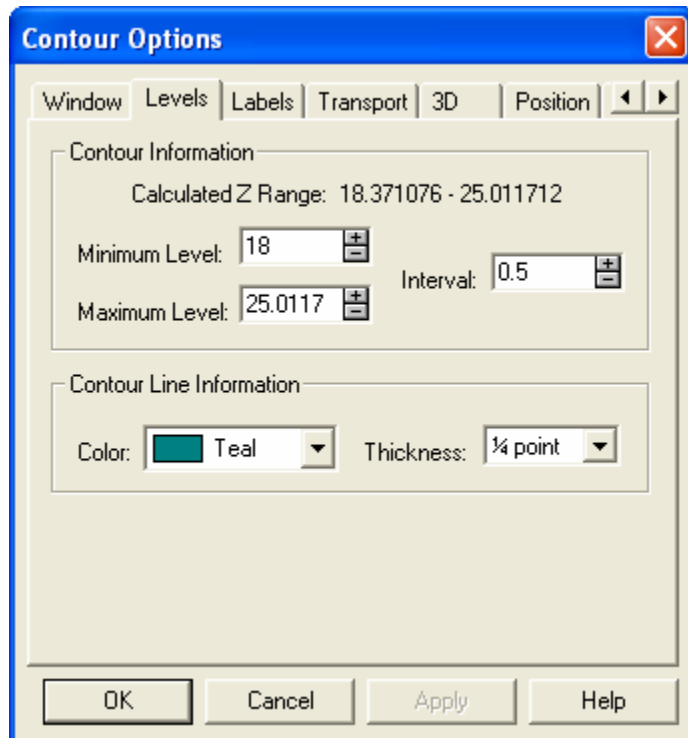 Contour Options
Window Levels Labels Transport 3D Position
Contour Information
Calculated Z Range: 18.371076 - 25.011712
Minimum Level: 18
Interval: 0.5
Maximum Level: 25.0117
Contour Line Information
Color: Teal Thickness: ¼ point
OK Cancel Apply Help